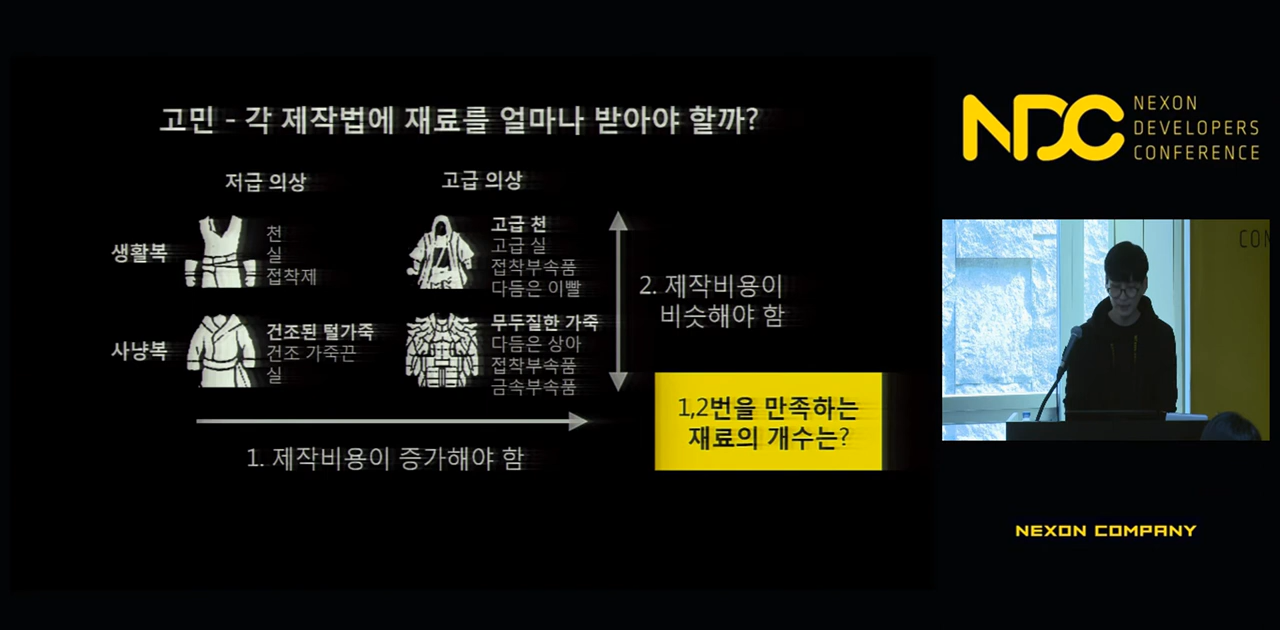 고민 - 각 제작법에 재료를 얼마나 받아야 할까?
저급 의상
고급 의상
생활복
천
실
접착제
고급 천
고급 실
접착부속품
다듬은 이빨
사냥복
건조된 털가죽
건조 가죽끈
실
무두질한 가죽
다듬은 상아
접착부속품
금속부속품
2. 제작비용이
비슷해야 함
1,2번을 만족하는
재료의 개수는?
1. 제작비용이 증가해야 함
NDC
NEXON
DEVELOPERS
CONFERENCE
CON
NEXON COMPANY